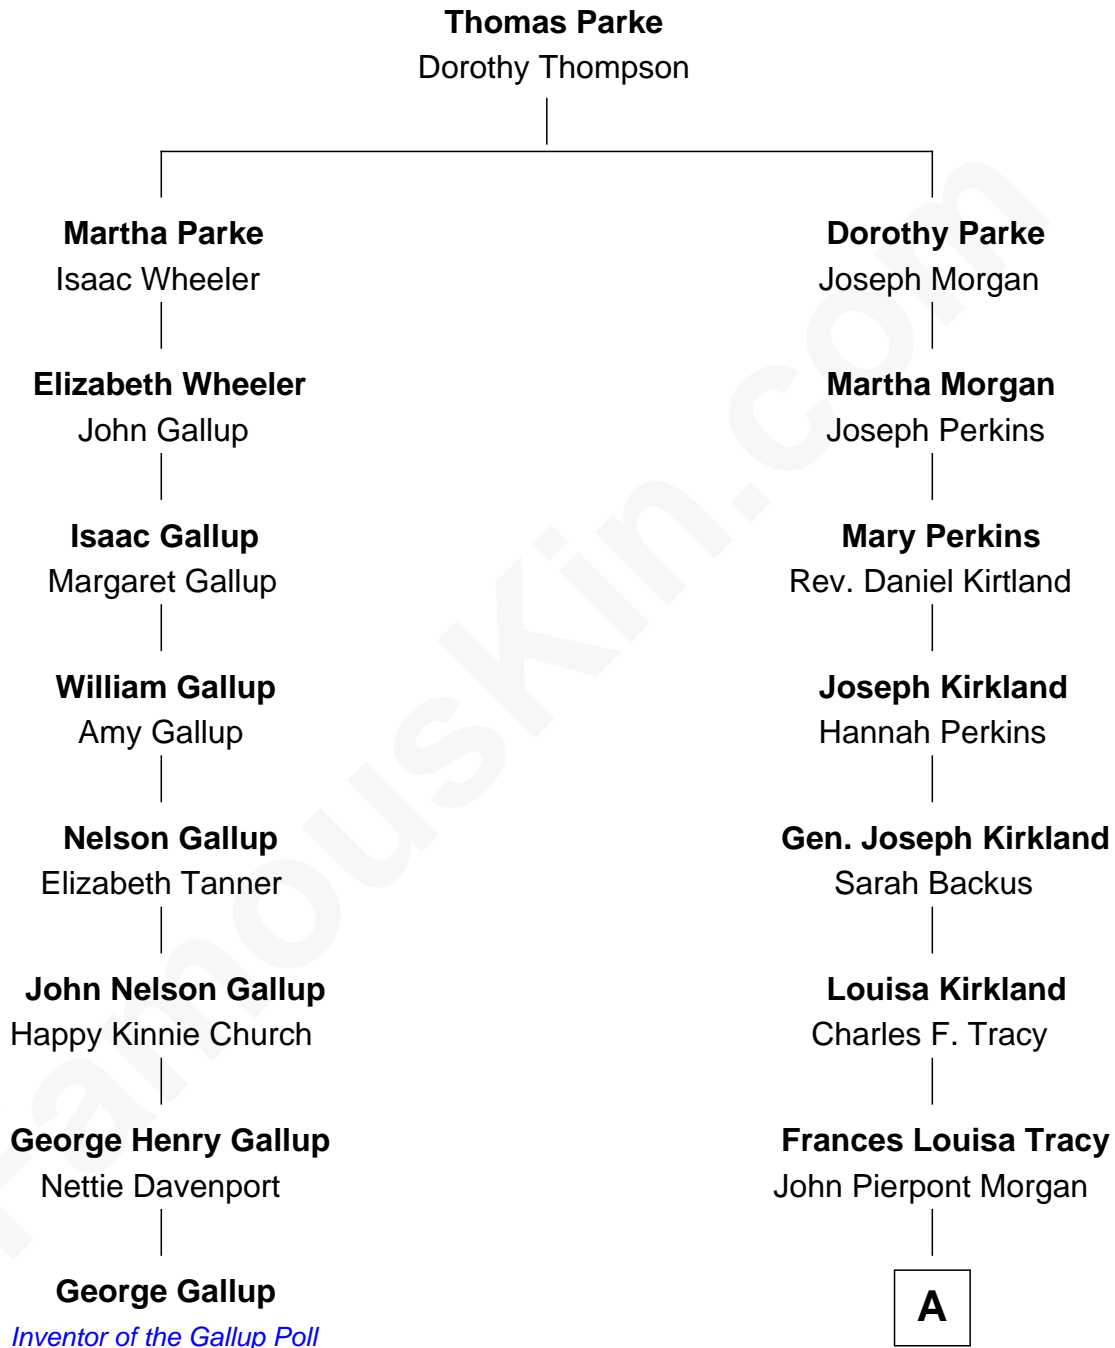 Thomas Parke
Dorothy Thompson
Martha Parke
Isaac Wheeler
Dorothy Parke
Joseph Morgan
Elizabeth Wheeler
John Gallup
Martha Morgan
Joseph Perkins
Isaac Gallup
Margaret Gallup
Mary Perkins
Rev. Daniel Kirtland
William Gallup
Amy Gallup
Joseph Kirkland
Hannah Perkins
Nelson Gallup
Elizabeth Tanner
Gen. Joseph Kirkland
Sarah Backus
John Nelson Gallup
Happy Kinnie Church
Louisa Kirkland
Charles F. Tracy
George Henry Gallup
Nettie Davenport
Frances Louisa Tracy
John Pierpont Morgan
George Gallup
Inventor of the Gallup Poll
A
FamousKin.com